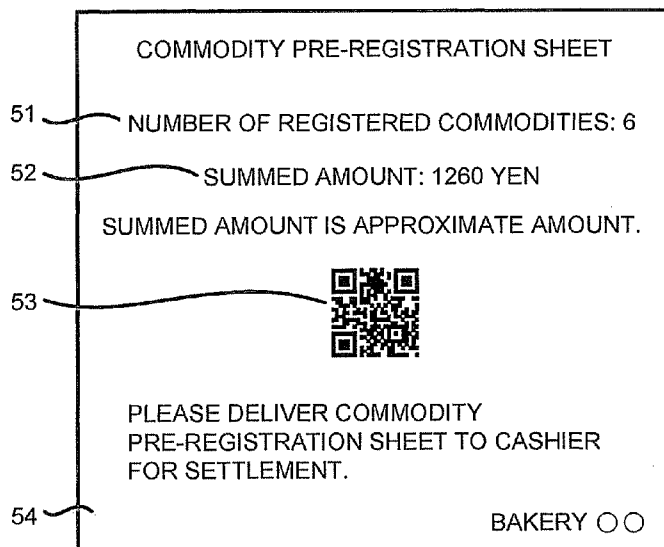 COMMODITY PRE-REGISTRATION SHEET
51 NUMBER OF REGISTERED COMMODITIES: 6
52 SUMMED AMOUNT: 1260 YEN
SUMMED AMOUNT IS APPROXIMATE AMOUNT.
53
PLEASE DELIVER COMMODITY
PRE-REGISTRATION SHEET TO CASHIER
FOR SETTLEMENT.
54
BAKERY ○○